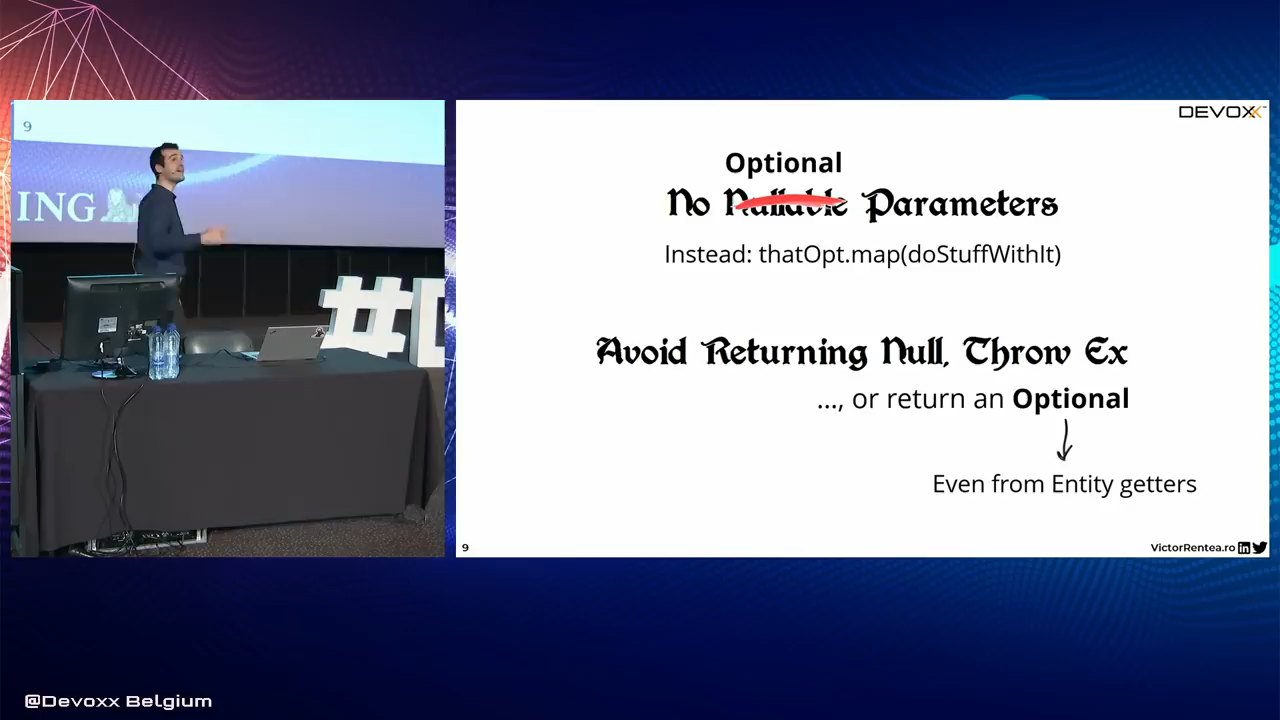 9
ING
#D
DEVOXX
Optional
No Nullable Parameters
Instead: thatOpt.map(doStuffWithIt)
Avoid Returning Null, Throw Ex
..., or return an Optional
Even from Entity getters
9
VictorRentea.ro
@Devoxx Belgium